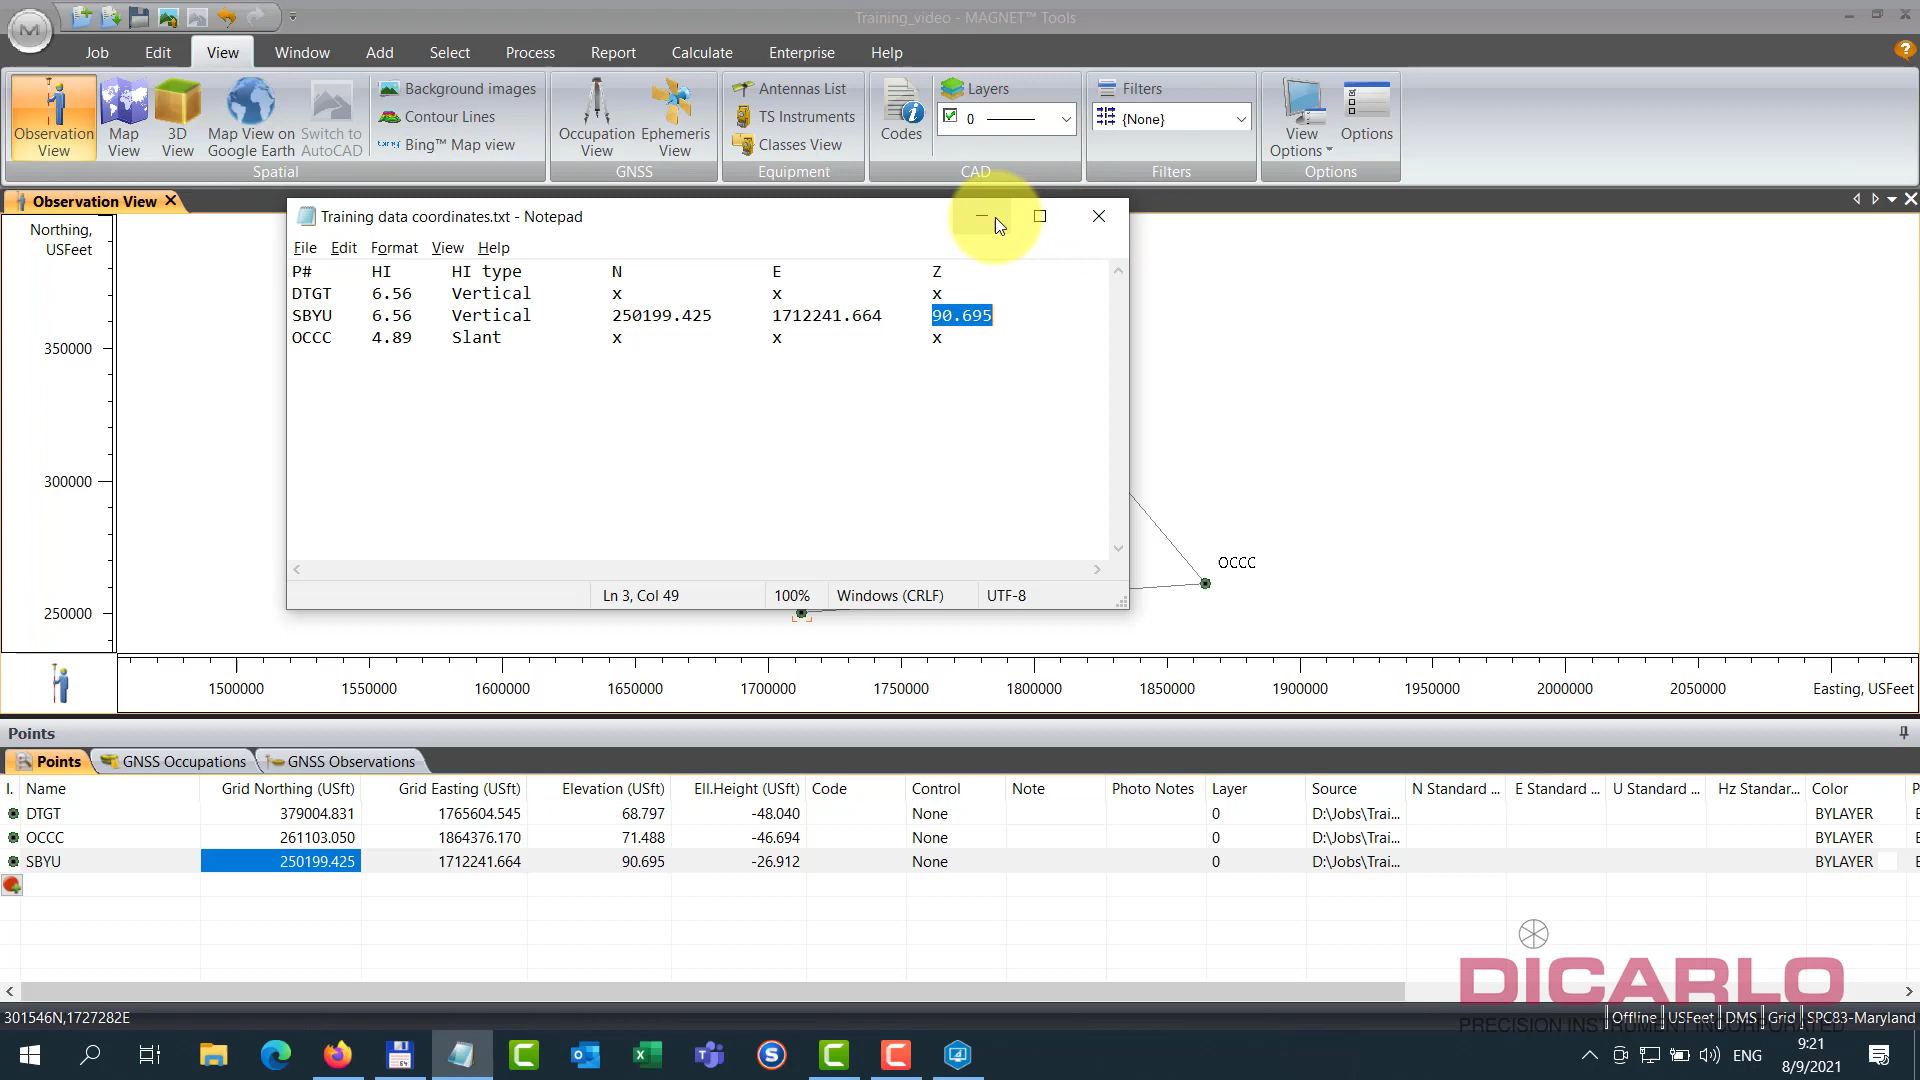 Training_video - MAGNET™ Tools
Job Edit View Window Add Select Process Report Calculate Enterprise Help
Observation View
Map View
3D View
Map View on Google Earth
Switch to AutoCAD
Background images
Contour Lines
bing Bing™ Map view
Spatial
Occupation View
Ephemeris View
GNSS
Antennas List
TS Instruments
Classes View
Equipment
Codes
Layers
0
CAD
Filters
{None}
Filters
View Options
Options
Options
Observation View
Training data coordinates.txt - Notepad
File Edit Format View Help
P# HI HI type N E Z
DTGT 6.56 Vertical x x x
SBYU 6.56 Vertical 250199.425 1712241.664 90.695
OCCC 4.89 Slant x x x
Ln 3, Col 49 100% Windows (CRLF) UTF-8
Northing, USFeet
350000
300000
250000
OCCC
1500000 1550000 1600000 1650000 1700000 1750000 1800000 1850000 1900000 1950000 2000000 2050000 Easting, USFeet
Points
Points GNSS Occupations GNSS Observations
I. Name Grid Northing (USft) Grid Easting (USft) Elevation (USft) Ell.Height (USft) Code Control Note Photo Notes Layer Source N Standard ... E Standard ... U Standard ... Hz Standar... Color P
DTGT 379004.831 1765604.545 68.797 -48.040 None 0 D:\Jobs\Trai... BYLAYER E
OCCC 261103.050 1864376.170 71.488 -46.694 None 0 D:\Jobs\Trai... BYLAYER E
SBYU 250199.425 1712241.664 90.695 -26.912 None 0 D:\Jobs\Trai... BYLAYER E
DICARLO
PRECISION INSTRUMENT INCORPORATED
301546N,1727282E Offline USFeet DMS Grid SPC83-Maryland
ENG 9:21
8/9/2021